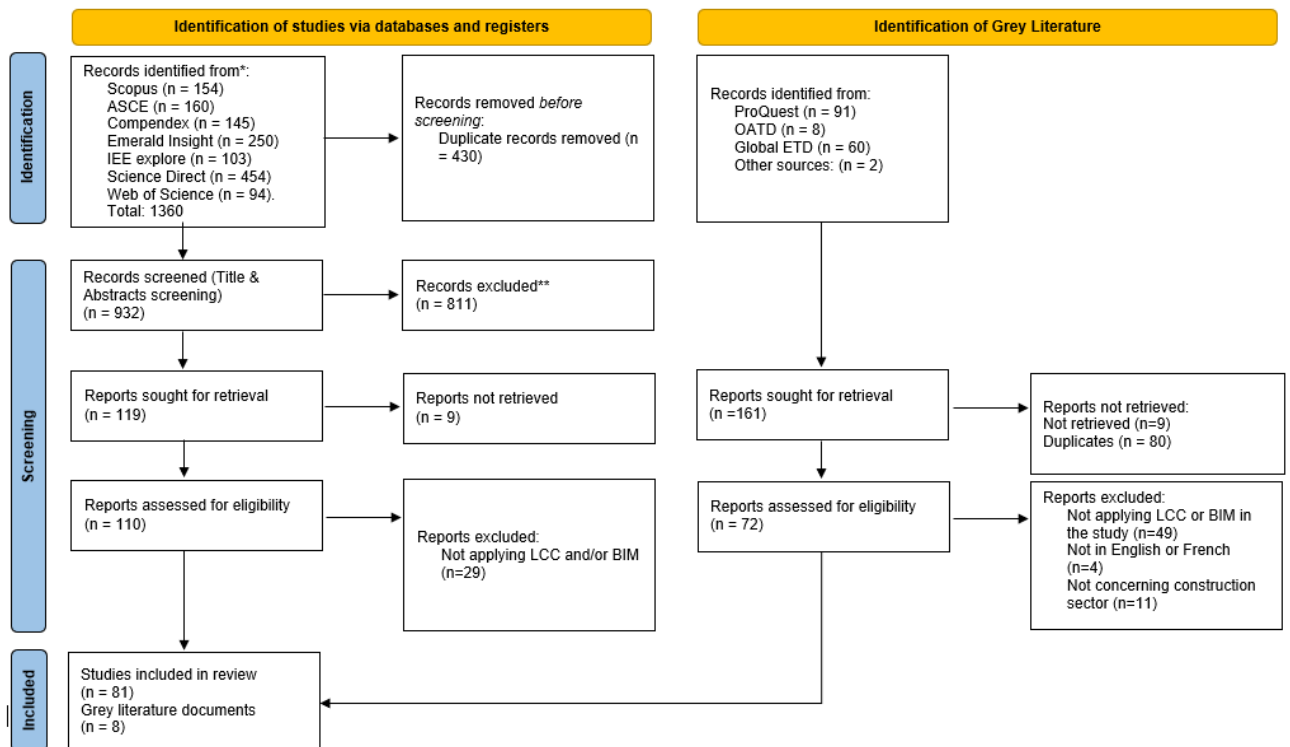 Identification of studies via databases and registers
Identification of Grey Literature
Identification
Records identified from*:
Scopus (n = 154)
ASCE (n = 160)
Compendex (n = 145)
Emerald Insight (n = 250)
IEE explore (n = 103)
Science Direct (n = 454)
Web of Science (n = 94).
Total: 1360
Records removed before
screening:
Duplicate records removed (n
= 430)
Records identified from:
ProQuest (n = 91)
OATD (n = 8)
Global ETD (n = 60)
Other sources: (n = 2)
Screening
Records screened (Title &
Abstracts screening)
(n = 932)
Records excluded**
(n = 811)
Reports sought for retrieval
(n = 119)
Reports not retrieved
(n = 9)
Reports sought for retrieval
(n =161)
Reports not retrieved:
Not retrieved (n=9)
Duplicates = 80)
Reports assessed for eligibility
(n = 110)
Reports excluded:
Not applying LCC and/or BIM
(n=29)
Reports assessed for eligibility
(n = 72)
Reports excluded:
Not applying LCC or BIM in
the study (n=49)
Not in English or French
(n=4)
Not concerning construction
sector (n=11)
Included
Studies included in review
(n = 81)
Grey literature documents
(n = 8)